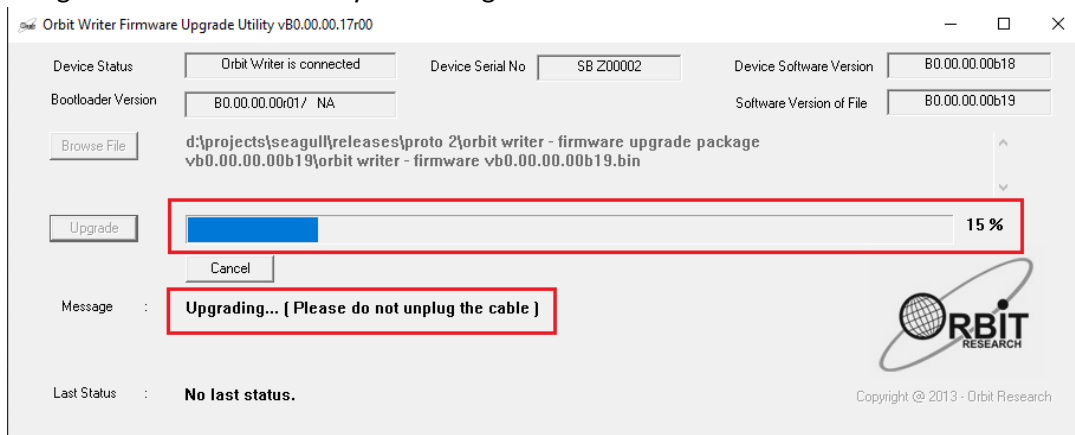 Orbit Writer Firmware Upgrade Utility vB0.00.00.17r00
Device Status
Orbit Writer is connected
Device Serial No
SB Z00002
Device Software Version
B0.00.00.00b18
Bootloader Version
B0.00.00.00r01/ NA
Software Version of File
B0.00.00.00b19
Browse File
d:\projects\seagull\releases\proto 2\orbit writer - firmware upgrade package
vb0.00.00.00b19\orbit writer - firmware vb0.00.00.00b19.bin
Upgrade
15 %
Cancel
Message :
Upgrading... ( Please do not unplug the cable )
ORBIT
RESEARCH
Last Status :
No last status.
Copyright @ 2013 - Orbit Research